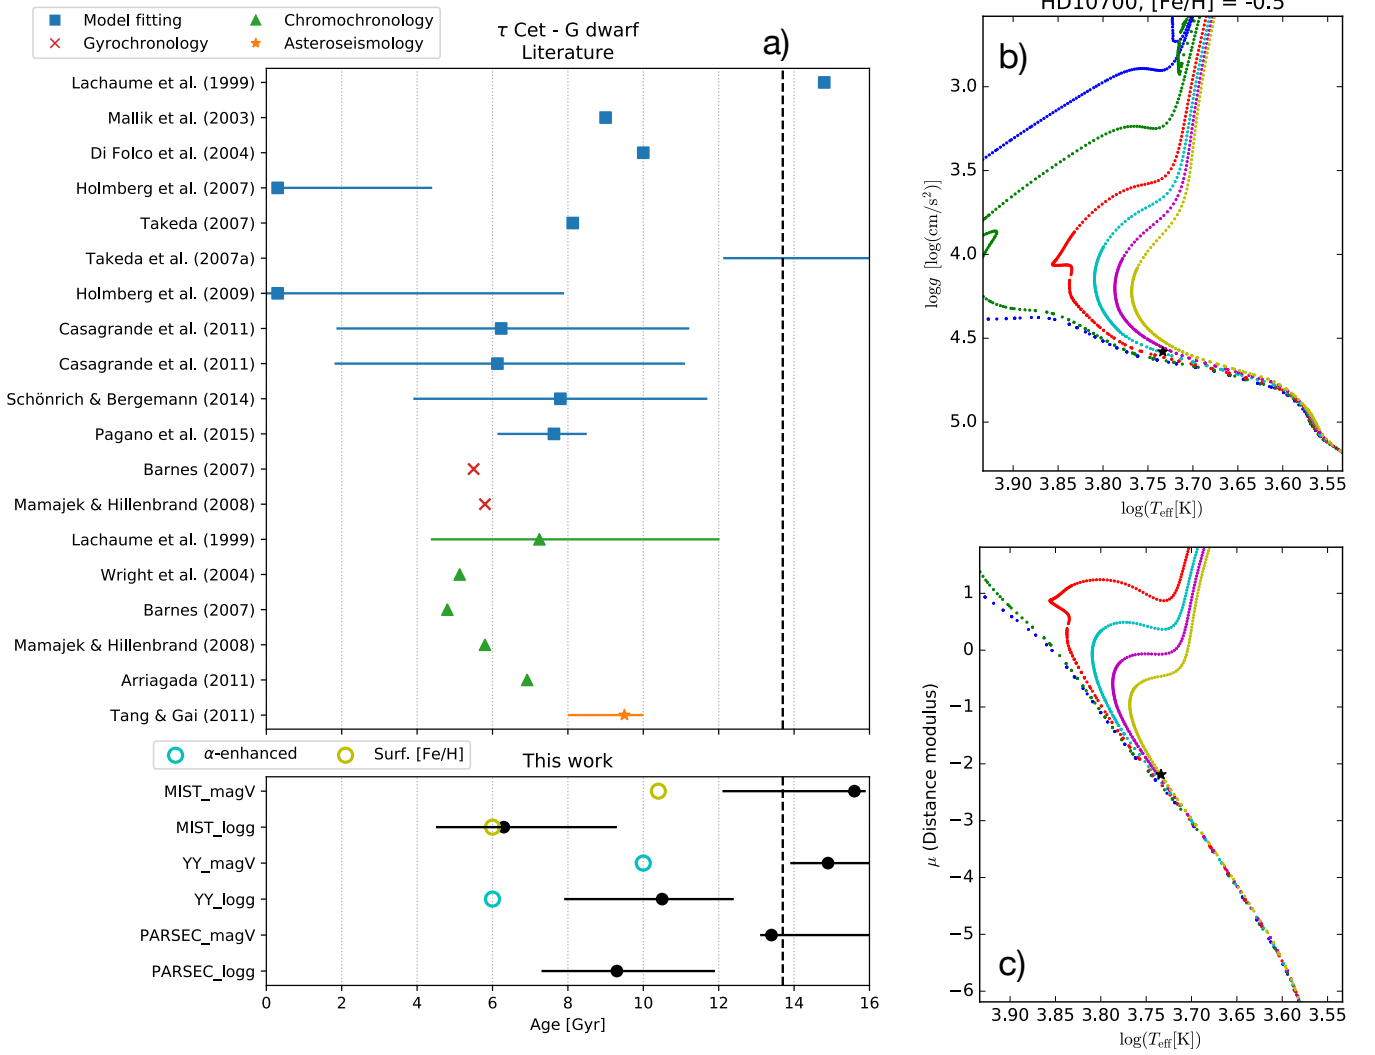 Model fitting
Gyrochronology
Chromochronology
Asteroseismology
τ Cet - G dwarf
Literature
a)
Lachaume et al. (1999)
Mallik et al. (2003)
Di Folco et al. (2004)
Holmberg et al. (2007)
Takeda (2007)
Takeda et al. (2007a)
Holmberg et al. (2009)
Casagrande et al. (2011)
Casagrande et al. (2011)
Schönrich & Bergemann (2014)
Pagano et al. (2015)
Barnes (2007)
Mamajek & Hillenbrand (2008)
Lachaume et al. (1999)
Wright et al. (2004)
Barnes (2007)
Mamajek & Hillenbrand (2008)
Arriagada (2011)
Tang & Gai (2011)
α-enhanced
Surf. [Fe/H]
This work
MIST_magV
MIST_logg
YY_magV
YY_logg
PARSEC_magV
PARSEC_logg
0 2 4 6 8 10 12 14 16
Age [Gyr]
HD10700, [Fe/H] = -0.5
b)
3.0
3.5
4.0
4.5
5.0
logg [log(cm/s²)]
3.90 3.85 3.80 3.75 3.70 3.65 3.60 3.55
log(Teff[K])
1
0
−1
−2
−3
−4
−5
−6
μ (Distance modulus)
c)
3.90 3.85 3.80 3.75 3.70 3.65 3.60 3.55
log(Teff[K])